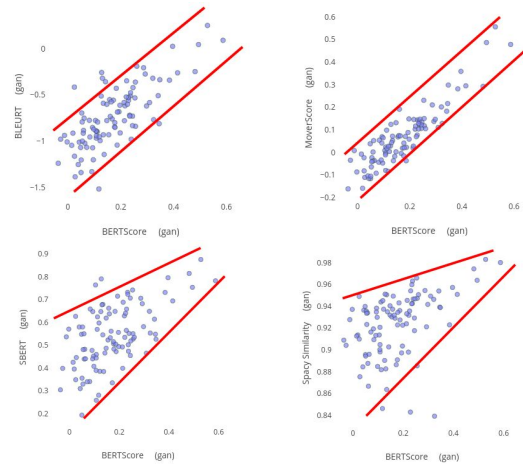 0
−0.5
−1
−1.5
BLEURT (gan)
0 0.2 0.4 0.6
BERTScore (gan)
0.6
0.5
0.4
0.3
0.2
0.1
0
−0.1
−0.2
MoverScore (gan)
0 0.2 0.4 0.6
BERTScore (gan)
0.9
0.8
0.7
0.6
0.5
0.4
0.3
0.2
SBERT (gan)
0 0.2 0.4 0.6
BERTScore (gan)
0.98
0.96
0.94
0.92
0.9
0.88
0.86
0.84
Spacy Similarity (gan)
0 0.2 0.4 0.6
BERTScore (gan)